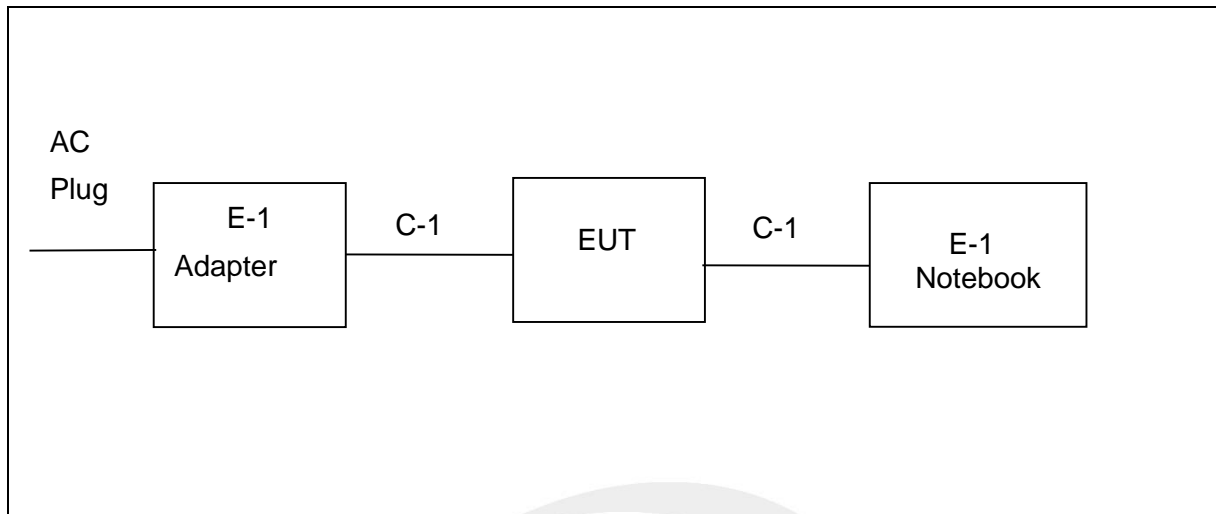 AC
Plug
E-1
Adapter
C-1
EUT
C-1
E-1
Notebook